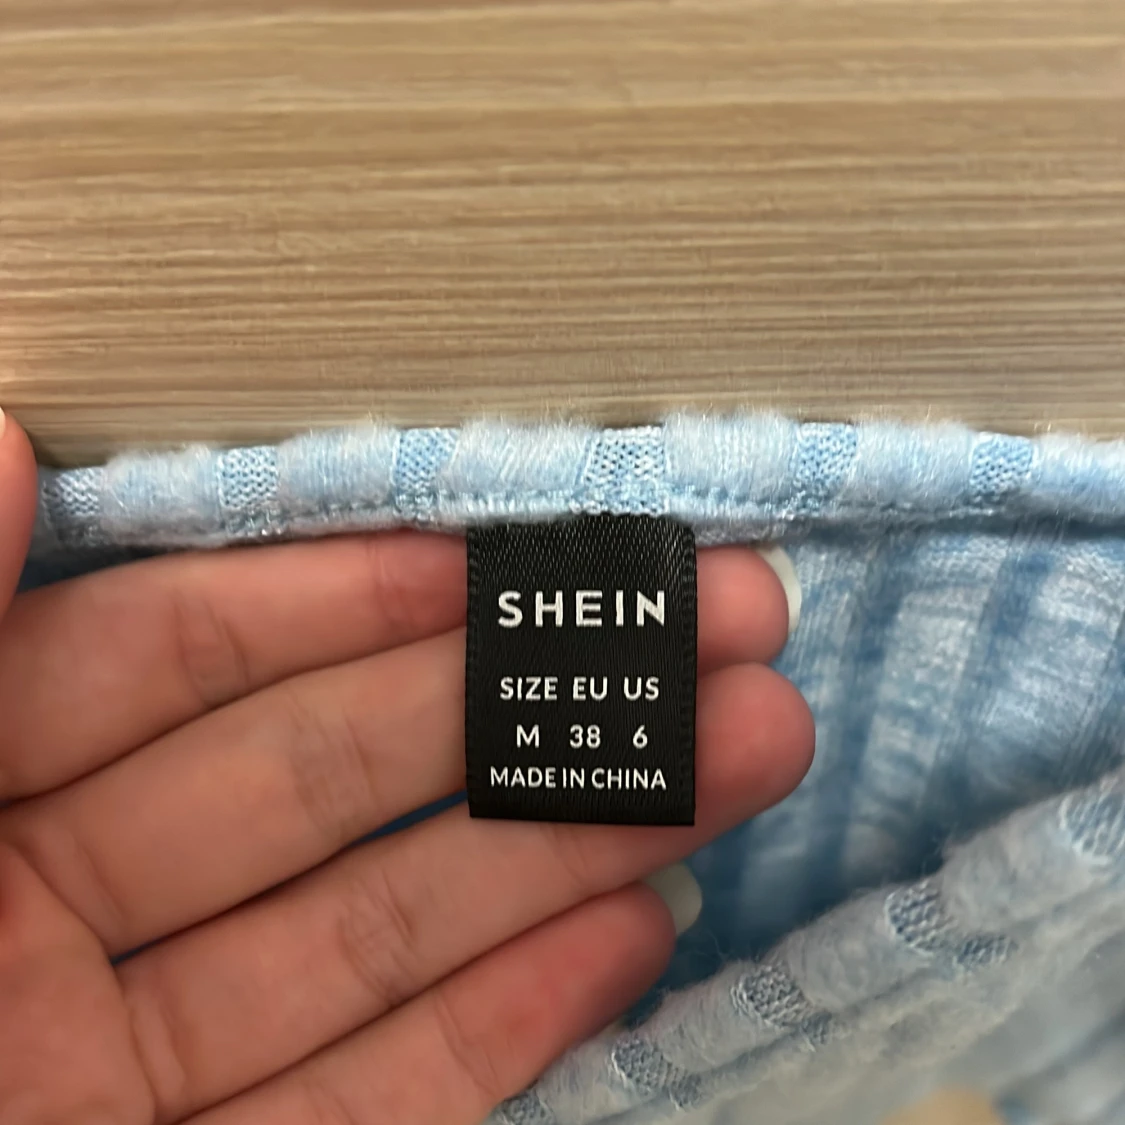 SHEIN
SIZE EU US
M 38 6
MADE IN CHINA